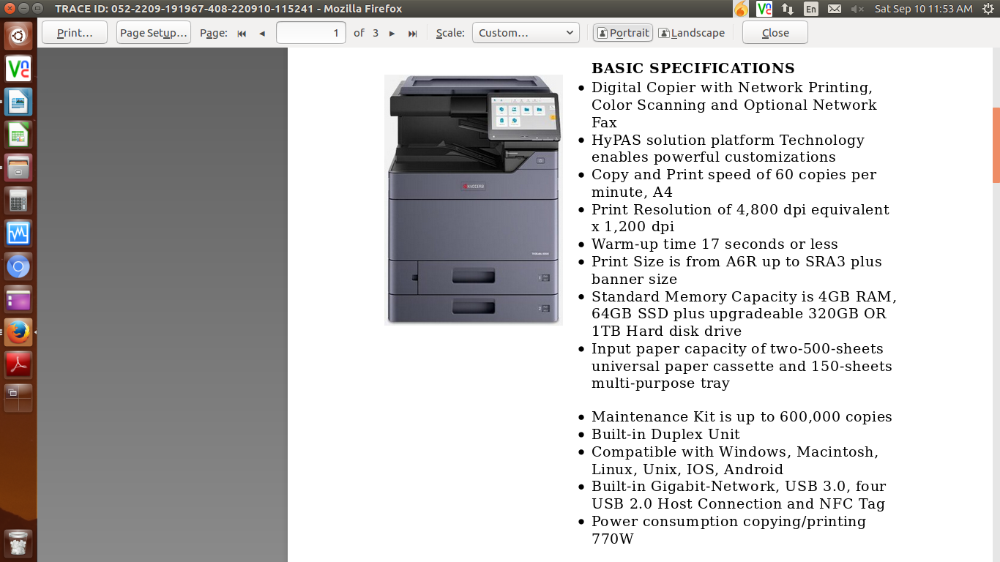 TRACE ID: 052-2209-191967-408-220910-115241 - Mozilla Firefox
En
Sat Sep 10 11:53 AM
Print...
Page Setup...
Page:
1
of 3
Scale:
Custom...
Portrait
Landscape
Close
BASIC SPECIFICATIONS
• Digital Copier with Network Printing,
Color Scanning and Optional Network
Fax
• HyPAS solution platform Technology
enables powerful customizations
• Copy and Print speed of 60 copies per
minute, A4
• Print Resolution of 4,800 dpi equivalent
x 1,200 dpi
• Warm-up time 17 seconds or less
• Print Size is from A6R up to SRA3 plus
banner size
• Standard Memory Capacity is 4GB RAM,
64GB SSD plus upgradeable 320GB OR
1TB Hard disk drive
• Input paper capacity of two-500-sheets
universal paper cassette and 150-sheets
multi-purpose tray
• Maintenance Kit is up to 600,000 copies
• Built-in Duplex Unit
• Compatible with Windows, Macintosh,
Linux, Unix, IOS, Android
• Built-in Gigabit-Network, USB 3.0, four
USB 2.0 Host Connection and NFC Tag
• Power consumption copying/printing
770W
KYOCERA
1
2